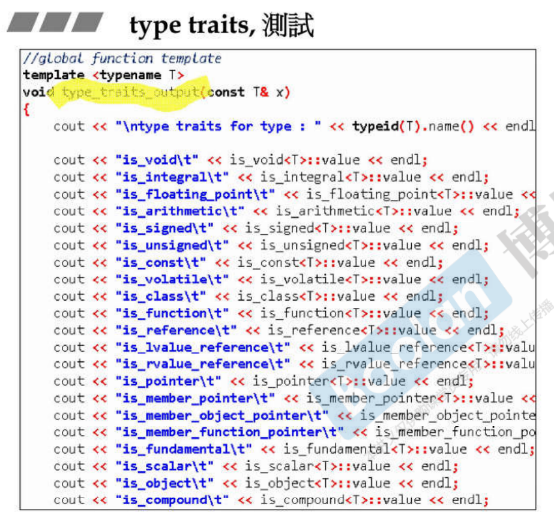 type traits, 測試
//global function template
template <typename T>
void type_traits_output(const T& x)
{
cout << "\ntype traits for type : " << typeid(T).name() << endl
cout << "is_void\t" << is_void<T>::value << endl;
cout << "is_integral\t" << is_integral<T>::value << endl;
cout << "is_floating_point\t" << is_floating_point<T>::value <<
cout << "is_arithmetic\t" << is_arithmetic<T>::value << endl;
cout << "is_signed\t" << is_signed<T>::value << endl;
cout << "is_unsigned\t" << is_unsigned<T>::value << endl;
cout << "is_const\t" << is_const<T>::value << endl;
cout << "is_volatile\t" << is_volatile<T>::value << endl;
cout << "is_class\t" << is_class<T>::value << endl;
cout << "is_function\t" << is_function<T>::value << endl;
cout << "is_reference\t" << is_reference<T>::value << endl;
cout << "is_lvalue_reference\t" << is_lvalue_reference<T>::valu
cout << "is_rvalue_reference\t" << is_rvalue_reference<T>::valu
cout << "is_pointer\t" << is_pointer<T>::value << endl;
cout << "is_member_pointer\t" << is_member_pointer<T>::value <<
cout << "is_member_object_pointer\t" << is_member_object_pointe
cout << "is_member_function_pointer\t" << is_member_function_po
cout << "is_fundamental\t" << is_fundamental<T>::value << endl;
cout << "is_scalar\t" << is_scalar<T>::value << endl;
cout << "is_object\t" << is_object<T>::value << endl;
cout << "is_compound\t" << is_compound<T>::value << endl;